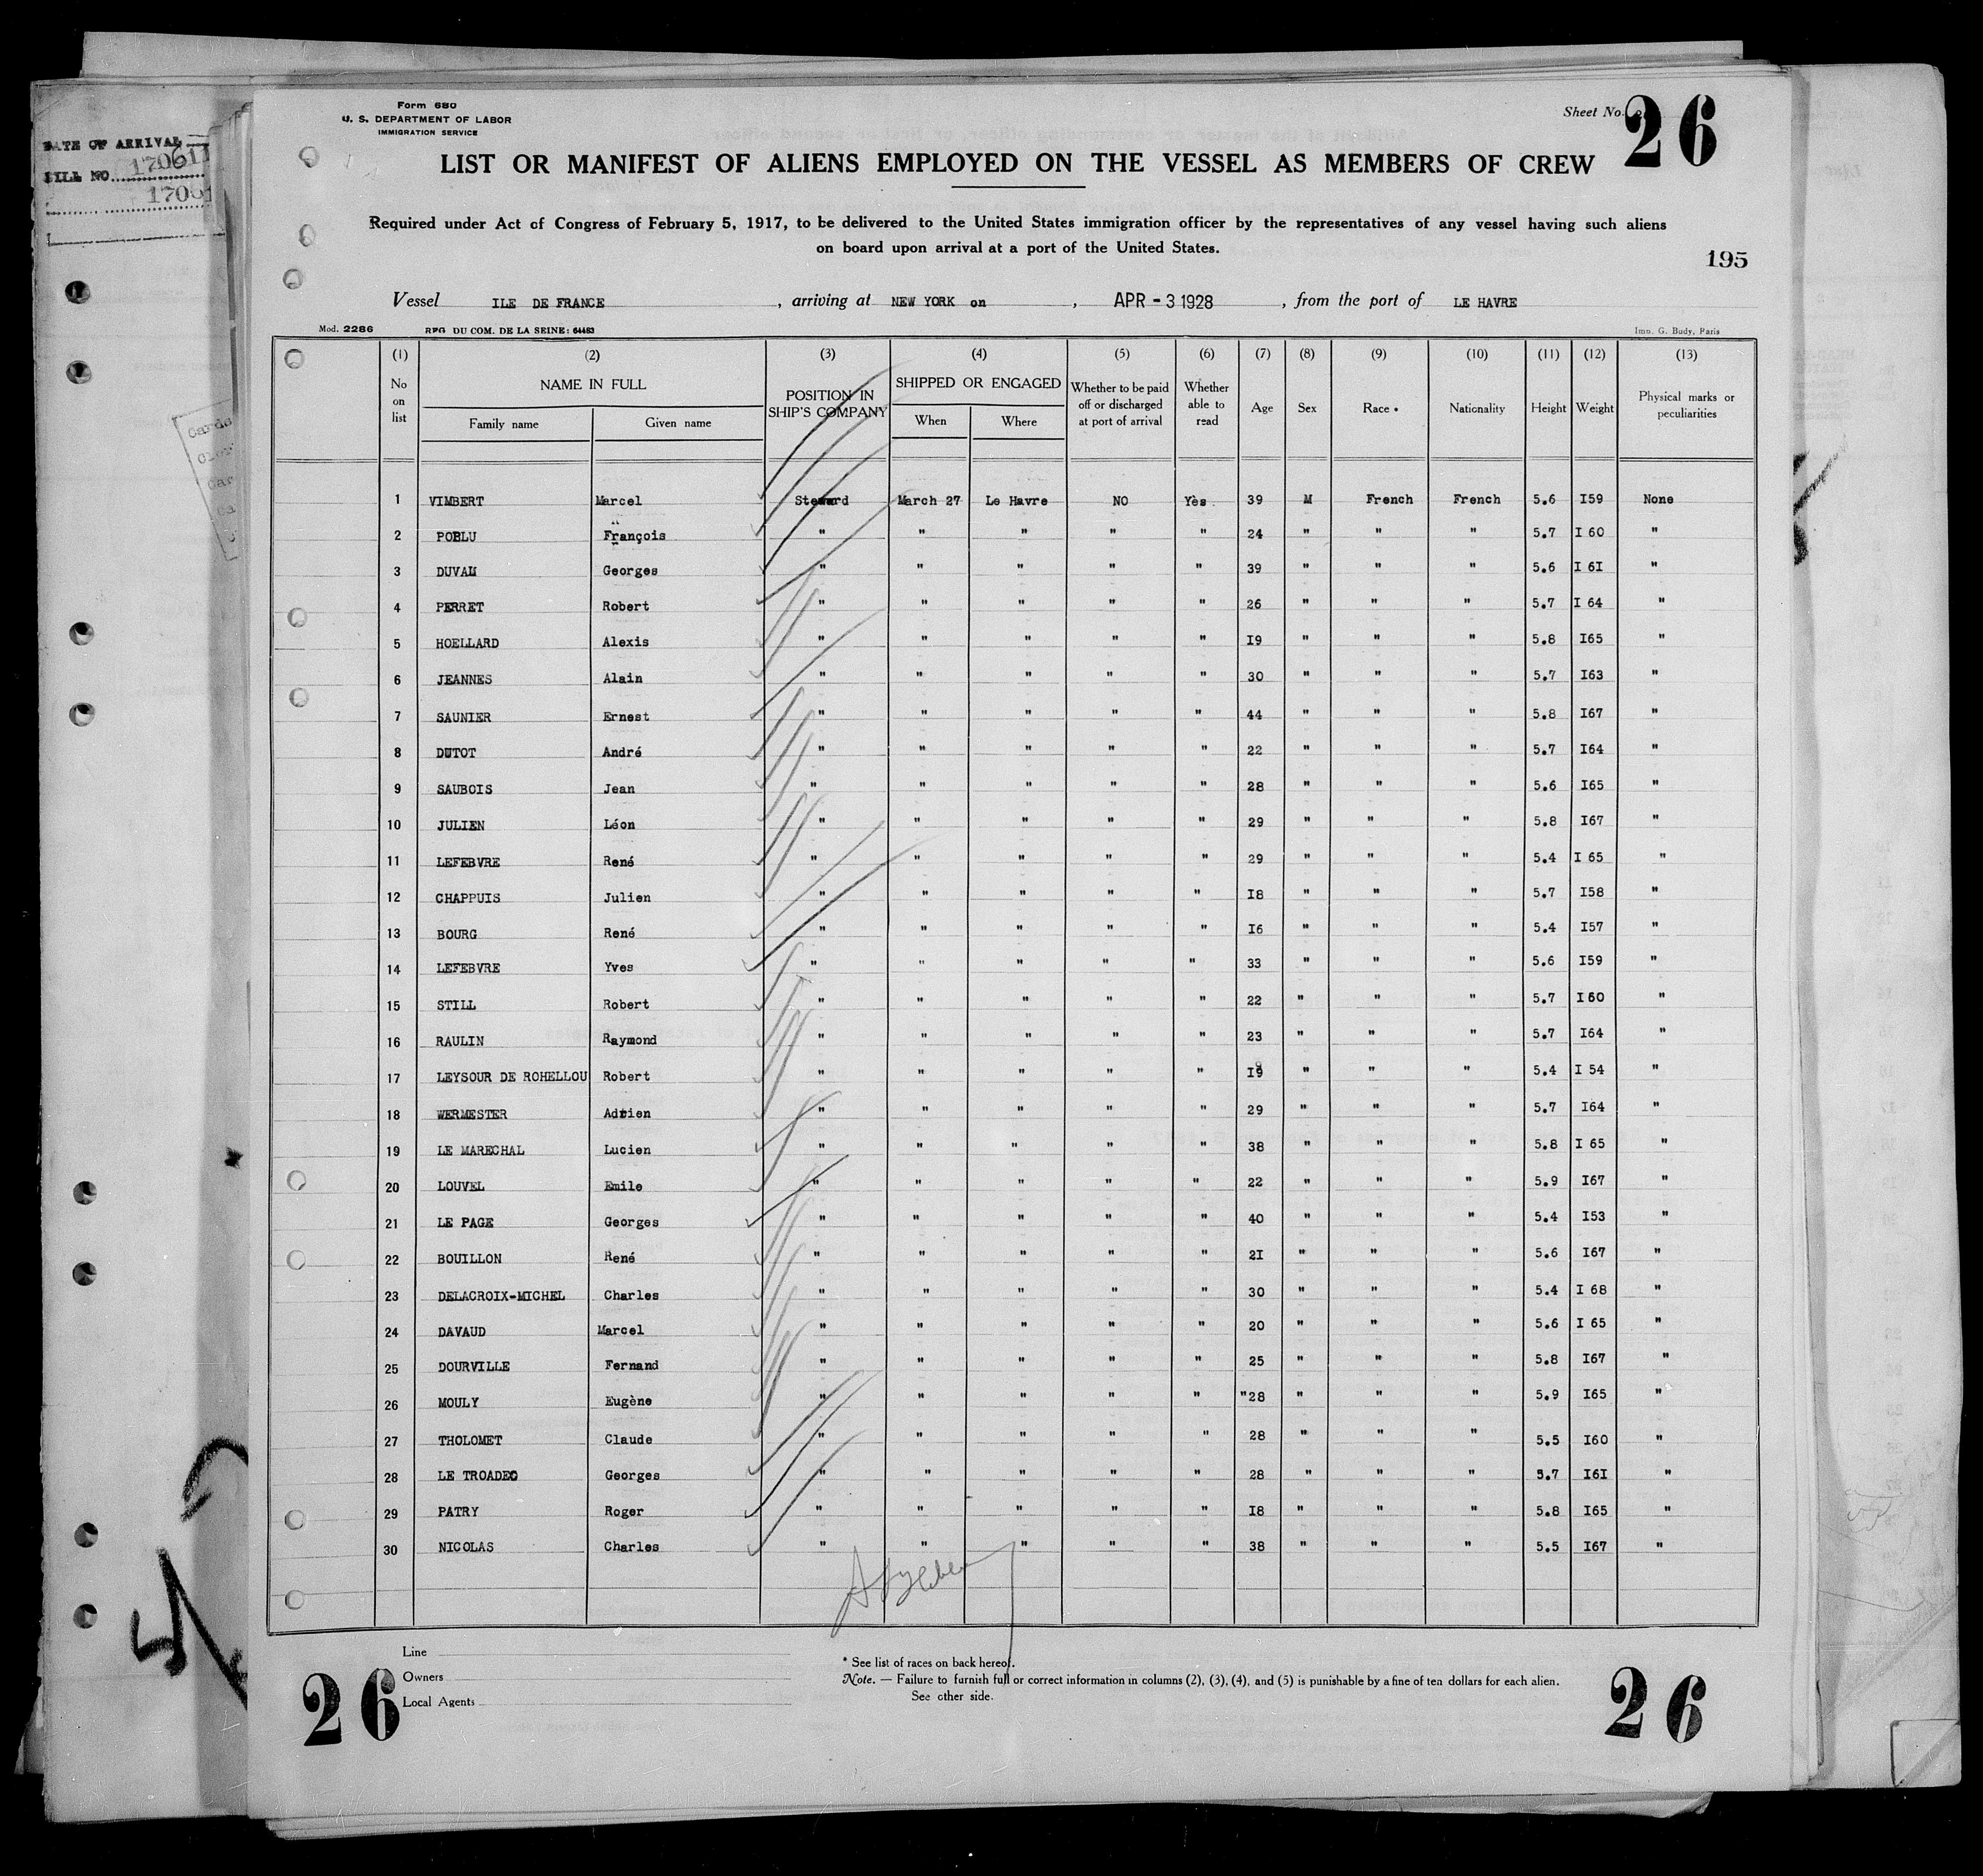 Form 680
U. S. DEPARTMENT OF LABOR
IMMIGRATION SERVICE
Sheet No. 26
DATE OF ARRIVAL
FILE NO. 170611
17061
LIST OR MANIFEST OF ALIENS EMPLOYED ON THE VESSEL AS MEMBERS OF CREW
Required under Act of Congress of February 5, 1917, to be delivered to the United States immigration officer by the representatives of any vessel having such aliens
on board upon arrival at a port of the United States.
195
Vessel ILE DE FRANCE , arriving at NEW YORK on , APR - 3 1928 , from the port of LE HAVRE
Mod. 2286 REG DU COM. DE LA SEINE: 64483 Imp. G. Budy, Paris
(1) (2) (3) (4) (5) (6) (7) (8) (9) (10) (11) (12) (13)
No on list NAME IN FULL Family name Given name POSITION IN SHIP'S COMPANY SHIPPED OR ENGAGED When Where Whether to be paid off or discharged at port of arrival Whether able to read Age Sex Race * Nationality Height Weight Physical marks or peculiarities
1 VIMBERT Marcel Steward March 27 Le Havre NO Yès 39 M French French 5.6 I59 None
2 POBLU François " " " " " 24 " " " 5.7 I 60 "
3 DUVAL Georges " " " " " 39 " " " 5.6 I 6I "
4 PERRET Robert " " " " " 26 " " " 5.7 I 64 "
5 HOELLARD Alexis " " " " " I9 " " " 5.8 I65 "
6 JEANNES Alain " " " " " 30 " " " 5.7 I63 "
7 SAUNIER Ernest " " " " " 44 " " " 5.8 I67 "
8 DUTOT André " " " " " 22 " " " 5.7 I64 "
9 SAUBOIS Jean " " " " " 28 " " " 5.6 I65 "
10 JULIEN Léon " " " " " 29 " " " 5.8 I67 "
11 LEFEBVRE René " " " " " 29 " " " 5.4 I 65 "
12 CHAPPUIS Julien " " " " " I8 " " " 5.7 I58 "
13 BOURG René " " " " " I6 " " " 5.4 I57 "
14 LEFEBVRE Yves " " " " " 33 " " " 5.6 I59 "
15 STILL Robert " " " " " 22 " " " 5.7 I60 "
16 RAULIN Raymond " " " " " 23 " " " 5.7 I64 "
17 LEYSOUR DE ROHELLOU Robert " " " " " I9 " " " 5.4 I 54 "
18 WERMESTER Adrien " " " " " 29 " " " 5.7 I64 "
19 LE MARECHAL Lucien " " " " " 38 " " " 5.8 I 65 "
20 LOUVEL Emile " " " " " 22 " " " 5.9 I67 "
21 LE PAGE Georges " " " " " 40 " " " 5.4 I53 "
22 BOUILLON René " " " " " 2I " " " 5.6 I67 "
23 DELACROIX-MICHEL Charles " " " " " 30 " " " 5.4 I 68 "
24 DAVAUD Marcel " " " " " 20 " " " 5.6 I 65 "
25 DOURVILLE Fernand " " " " " 25 " " " 5.8 I67 "
26 MOULY Eugène " " " " " "28 " " " 5.9 I65 "
27 THOLOMET Claude " " " " " 28 " " " 5.5 I60 "
28 LE TROADEC Georges " " " " " 28 " " " 5.7 I6I "
29 PATRY Roger " " " " " I8 " " " 5.8 I65 "
30 NICOLAS Charles " " " " " 38 " " " 5.5 I67 "
Line
Owners
Local Agents
* See list of races on back hereof.
Note. — Failure to furnish full or correct information in columns (2), (3), (4), and (5) is punishable by a fine of ten dollars for each alien.
See other side.
26 26